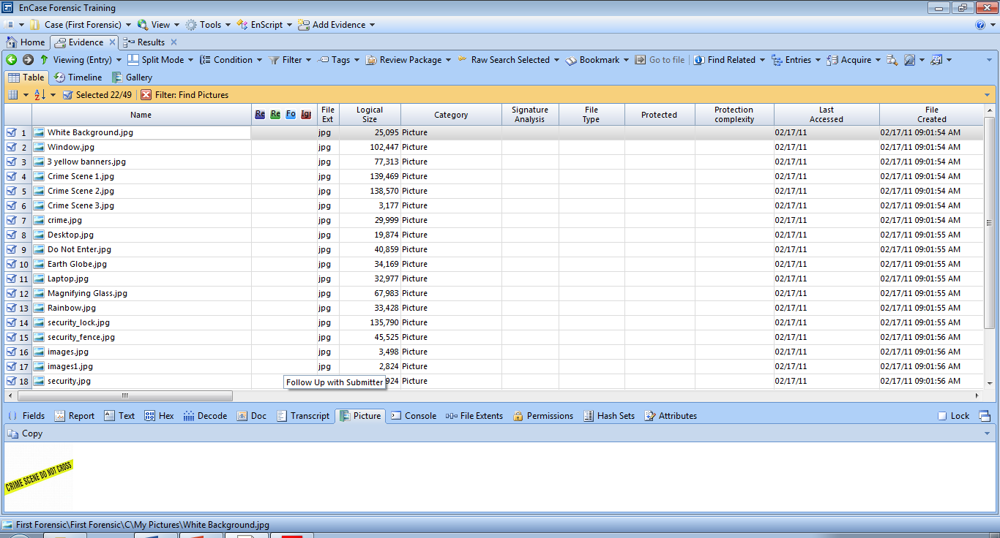 EnCase Forensic Training
Case (First Forensic) View Tools EnScript Add Evidence
Home Evidence Results
Viewing (Entry) Split Mode Condition Filter Tags Review Package Raw Search Selected Bookmark Go to file Find Related Entries Acquire
Table Timeline Gallery
Selected 22/49 Filter: Find Pictures
Name Re Re Fo Igr File Ext Logical Size Category Signature Analysis File Type Protected Protection complexity Last Accessed File Created
1 White Background.jpg jpg 25,095 Picture 02/17/11 02/17/11 09:01:54 AM
2 Window.jpg jpg 102,447 Picture 02/17/11 02/17/11 09:01:54 AM
3 3 yellow banners.jpg jpg 77,313 Picture 02/17/11 02/17/11 09:01:54 AM
4 Crime Scene 1.jpg jpg 139,469 Picture 02/17/11 02/17/11 09:01:54 AM
5 Crime Scene 2.jpg jpg 138,570 Picture 02/17/11 02/17/11 09:01:54 AM
6 Crime Scene 3.jpg jpg 3,177 Picture 02/17/11 02/17/11 09:01:54 AM
7 crime.jpg jpg 29,999 Picture 02/17/11 02/17/11 09:01:54 AM
8 Desktop.jpg jpg 19,874 Picture 02/17/11 02/17/11 09:01:55 AM
9 Do Not Enter.jpg jpg 40,859 Picture 02/17/11 02/17/11 09:01:55 AM
10 Earth Globe.jpg jpg 34,169 Picture 02/17/11 02/17/11 09:01:55 AM
11 Laptop.jpg jpg 32,977 Picture 02/17/11 02/17/11 09:01:55 AM
12 Magnifying Glass.jpg jpg 67,983 Picture 02/17/11 02/17/11 09:01:55 AM
13 Rainbow.jpg jpg 33,428 Picture 02/17/11 02/17/11 09:01:55 AM
14 security_lock.jpg jpg 135,790 Picture 02/17/11 02/17/11 09:01:56 AM
15 security_fence.jpg jpg 45,525 Picture 02/17/11 02/17/11 09:01:56 AM
16 images.jpg jpg 3,498 Picture 02/17/11 02/17/11 09:01:56 AM
17 images1.jpg jpg 2,824 Picture 02/17/11 02/17/11 09:01:56 AM
18 security.jpg Follow Up with Submitter 924 Picture 02/17/11 02/17/11 09:01:56 AM
Fields Report Text Hex Decode Doc Transcript Picture Console File Extents Permissions Hash Sets Attributes Lock
Copy
CRIME SCENE DO NOT CROSS
First Forensic\First Forensic\C\My Pictures\White Background.jpg